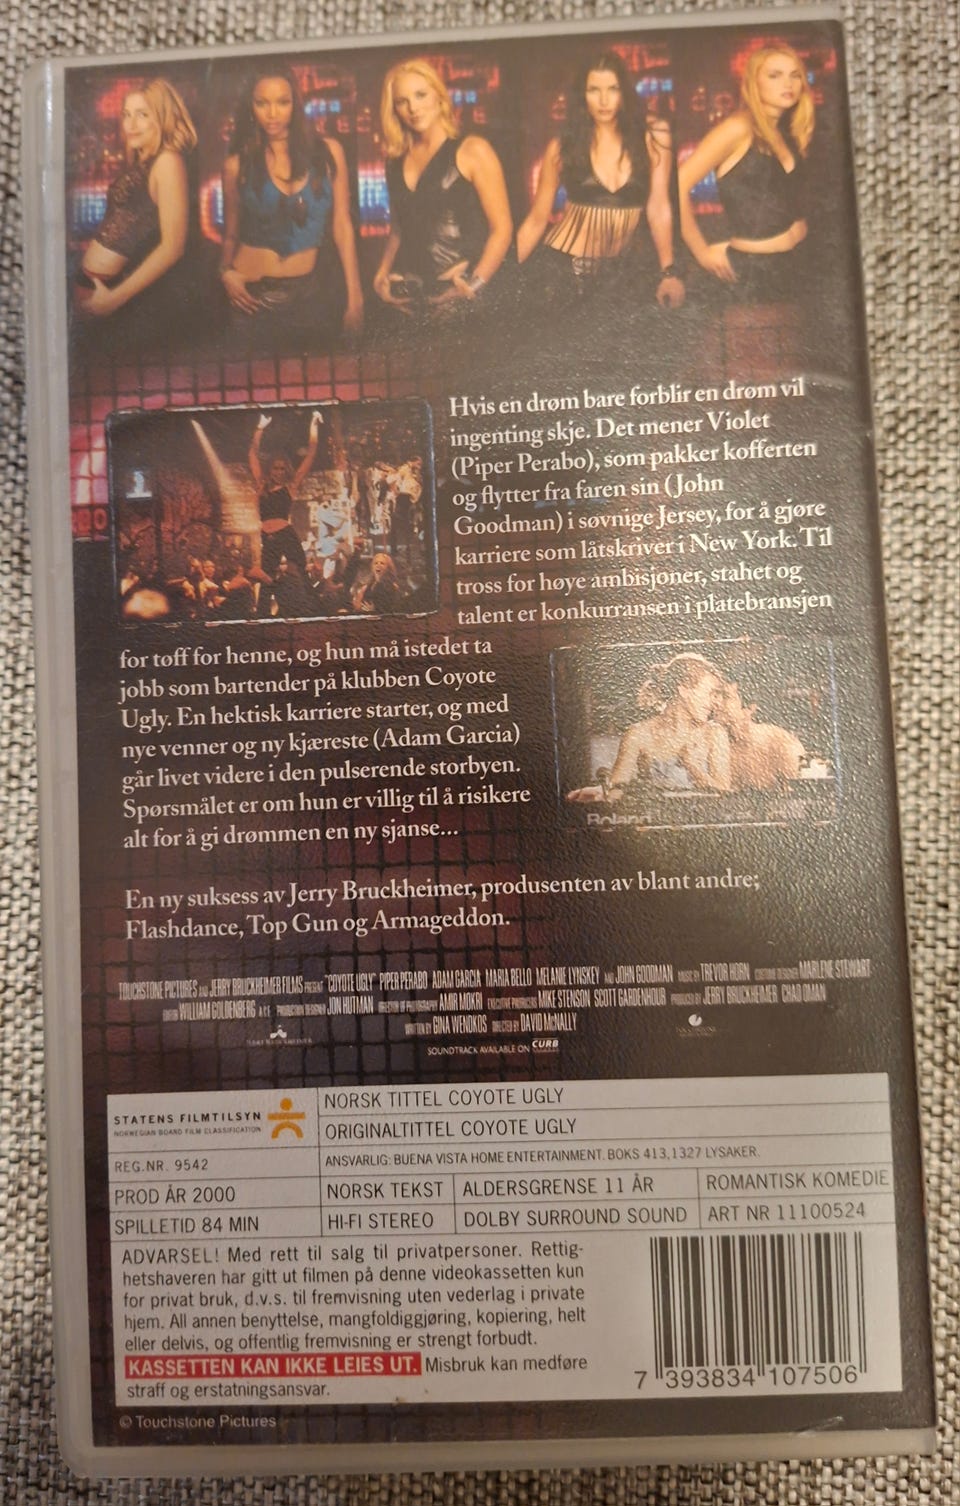 Hvis en drøm bare forblir en drøm vil
ingenting skje. Det mener Violet
(Piper Perabo), som pakker kofferten
og flytter fra faren sin (John
Goodman) i søvnige Jersey, for å gjøre
karriere som låtskriver i New York. Til
tross for høye ambisjoner, stahet og
talent er konkurransen i platebransjen
for tøff for henne, og hun må istedet ta
jobb som bartender på klubben Coyote
Ugly. En hektisk karriere starter, og med
nye venner og ny kjæreste (Adam Garcia)
går livet videre i den pulserende storbyen.
Spørsmålet er om hun er villig til å risikere
alt for å gi drømmen en ny sjanse...
Roland
En ny suksess av Jerry Bruckheimer, produsenten av blant andre;
Flashdance, Top Gun og Armageddon.
TOUCHSTONE PICTURES AND JERRY BRUCKHEIMER FILMS PRESENT "COYOTE UGLY" PIPER PERABO ADAM GARCIA MARIA BELLO MELANIE LYNSKEY AND JOHN GOODMAN MUSIC BY TREVOR HORN COSTUME DESIGNER MARLENE STEWART
EDITOR WILLIAM GOLDENBERG A.C.E. PRODUCTION DESIGNER JON HUTMAN DIRECTOR OF PHOTOGRAPHY AMIR MOKRI EXECUTIVE PRODUCERS MIKE STENSON SCOTT GARDENHOUR PRODUCED BY JERRY BRUCKHEIMER CHAD OMAN
WRITTEN BY GINA WENDKOS DIRECTED BY DAVID McNALLY
SOUNDTRACK AVAILABLE ON CURB
STATENS FILMTILSYN
NORWEGIAN BOARD FILM CLASSIFICATION
NORSK TITTEL COYOTE UGLY
ORIGINALTITTEL COYOTE UGLY
REG.NR. 9542
ANSVARLIG: BUENA VISTA HOME ENTERTAINMENT. BOKS 413,1327 LYSAKER.
PROD ÅR 2000
NORSK TEKST
ALDERSGRENSE 11 ÅR
ROMANTISK KOMEDIE
SPILLETID 84 MIN
HI-FI STEREO
DOLBY SURROUND SOUND
ART NR 11100524
ADVARSEL! Med rett til salg til privatpersoner. Rettig-
hetshaveren har gitt ut filmen på denne videokassetten kun
for privat bruk, d.v.s. til fremvisning uten vederlag i private
hjem. All annen benyttelse, mangfoldiggjøring, kopiering, helt
eller delvis, og offentlig fremvisning er strengt forbudt.
KASSETTEN KAN IKKE LEIES UT. Misbruk kan medføre
straff og erstatningsansvar.
7 393834 107506
© Touchstone Pictures